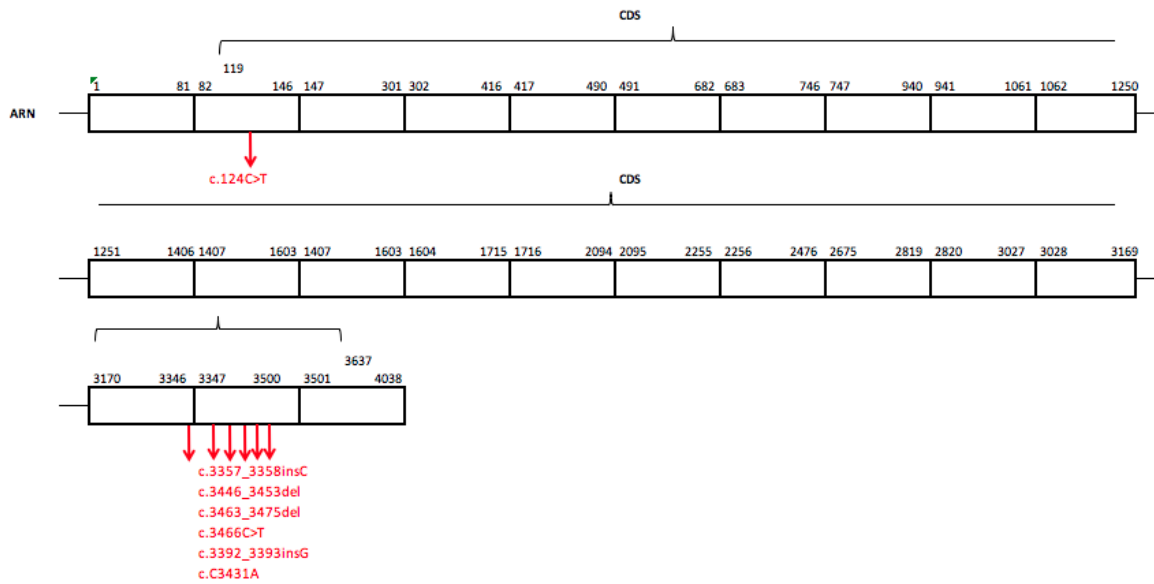 CDS
119
1 81 82 146 147 301 302 416 417 490 491 682 683 746 747 940 941 1061 1062 1250
ARN
c.124C>T
CDS
1251 1406 1407 1603 1407 1603 1604 1715 1716 2094 2095 2255 2256 2476 2675 2819 2820 3027 3028 3169
3637
3170 3346 3347 3500 3501 4038
c.3357_3358insC
c.3446_3453del
c.3463_3475del
c.3466C>T
c.3392_3393insG
c.C3431A